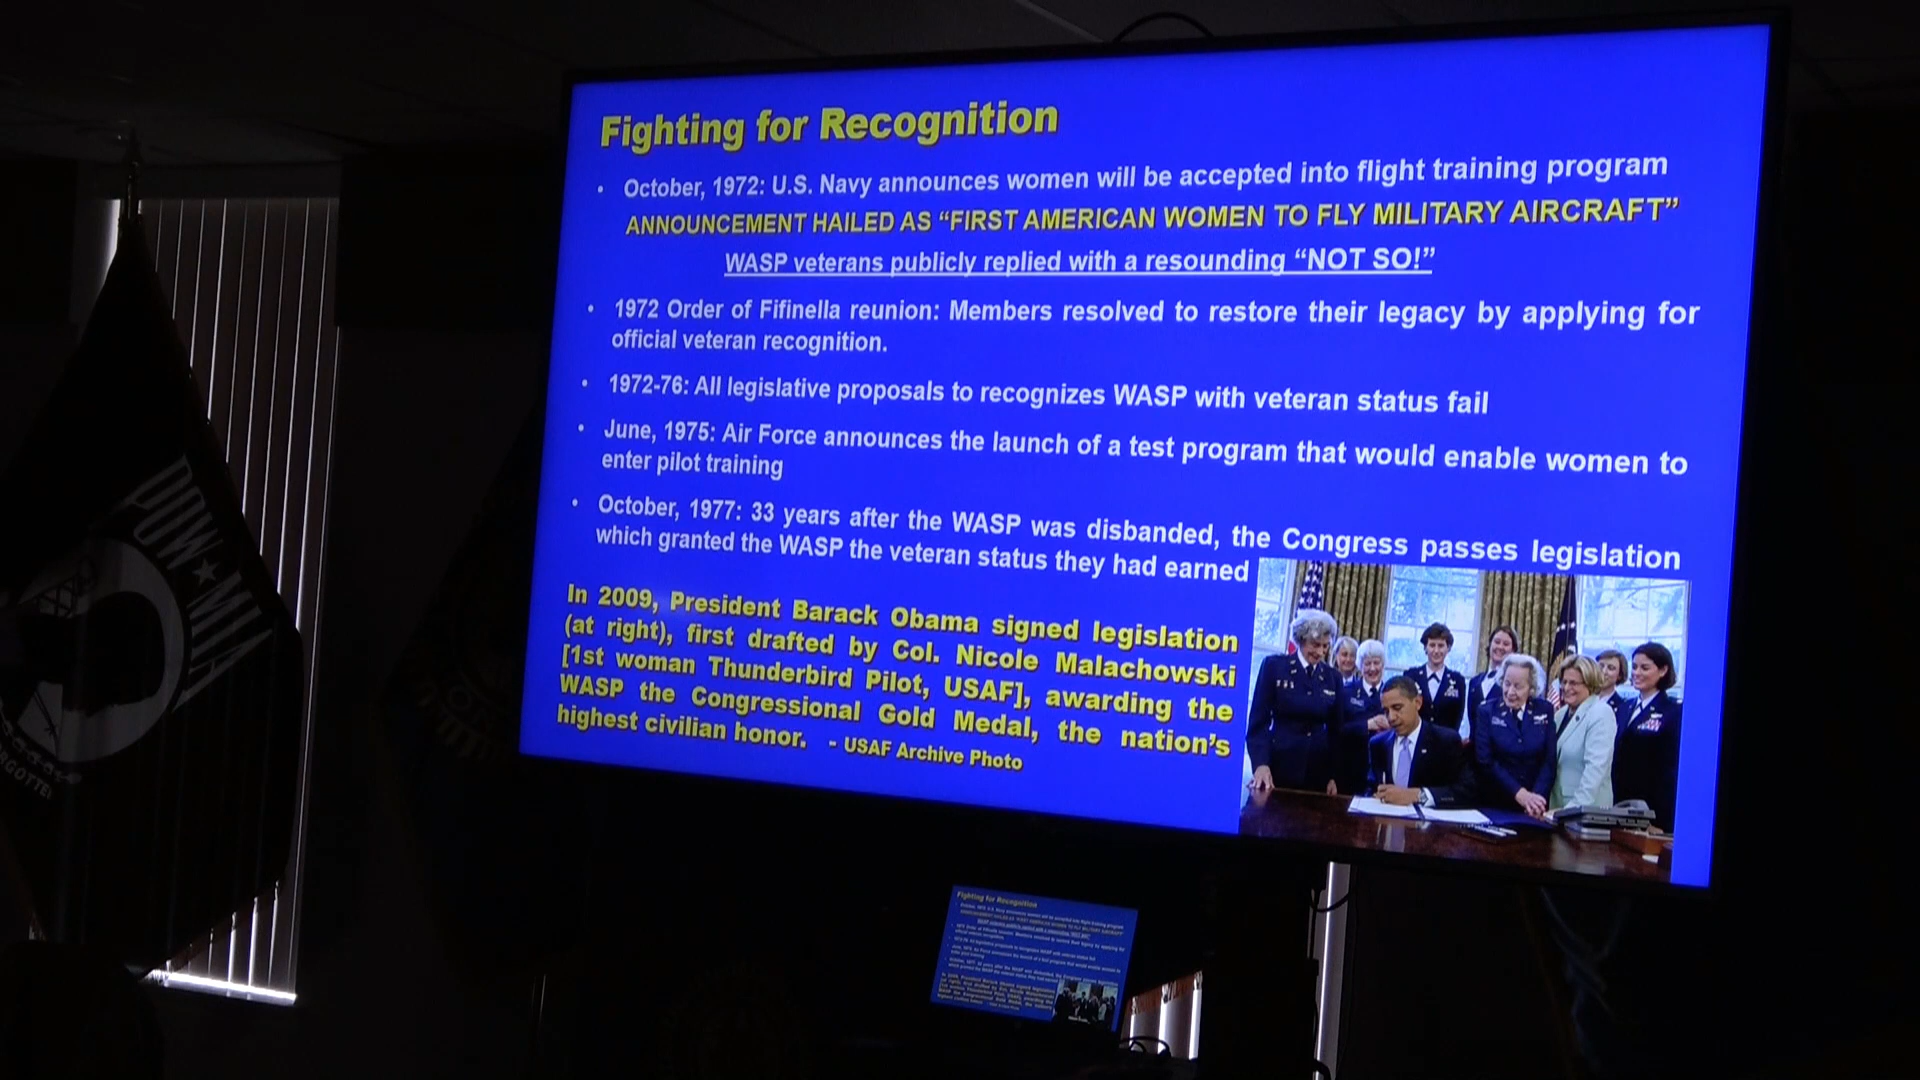 Fighting for Recognition
• October, 1972: U.S. Navy announces women will be accepted into flight training program
ANNOUNCEMENT HAILED AS “FIRST AMERICAN WOMEN TO FLY MILITARY AIRCRAFT”
WASP veterans publicly replied with a resounding “NOT SO!”
• 1972 Order of Fifinella reunion: Members resolved to restore their legacy by applying for
official veteran recognition.
• 1972-76: All legislative proposals to recognizes WASP with veteran status fail
• June, 1975: Air Force announces the launch of a test program that would enable women to
enter pilot training
• October, 1977: 33 years after the WASP was disbanded, the Congress passes legislation
which granted the WASP the veteran status they had earned
In 2009, President Barack Obama signed legislation
(at right), first drafted by Col. Nicole Malachowski
[1st woman Thunderbird Pilot, USAF], awarding the
WASP the Congressional Gold Medal, the nation’s
highest civilian honor. - USAF Archive Photo
POW★MIA
Fighting for Recognition